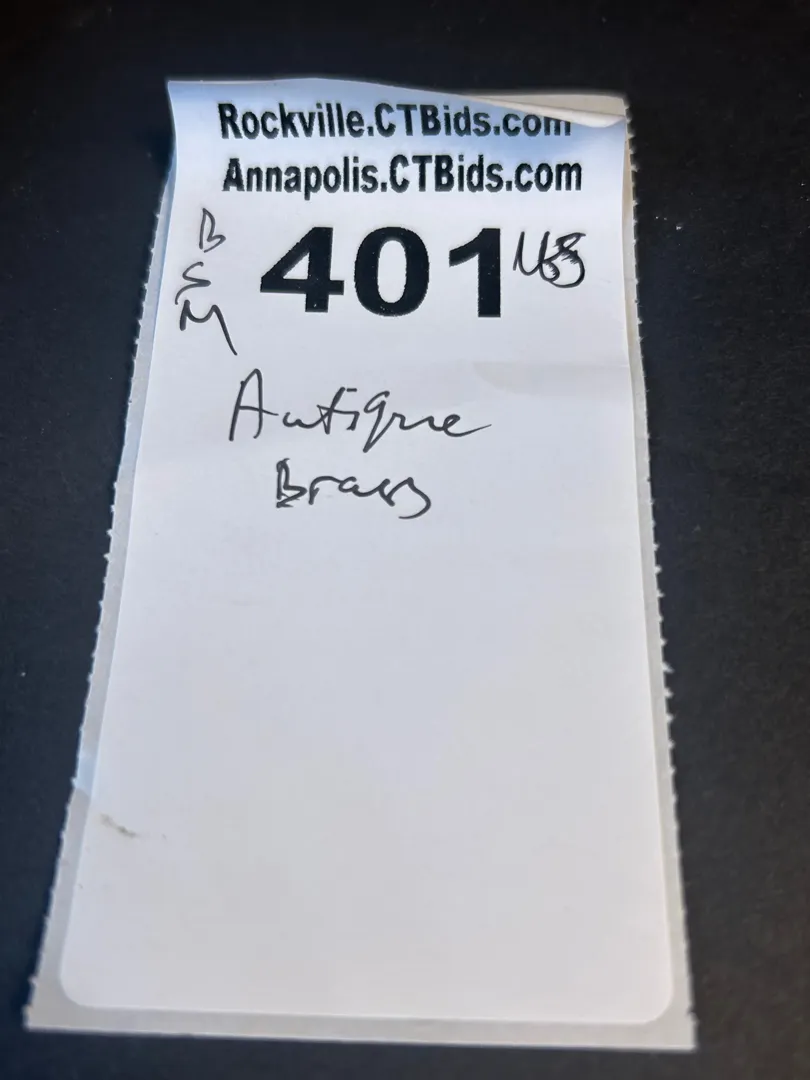 Rockville.CTBids.com
Annapolis.CTBids.com
B
S
M
401
Antique
Brass